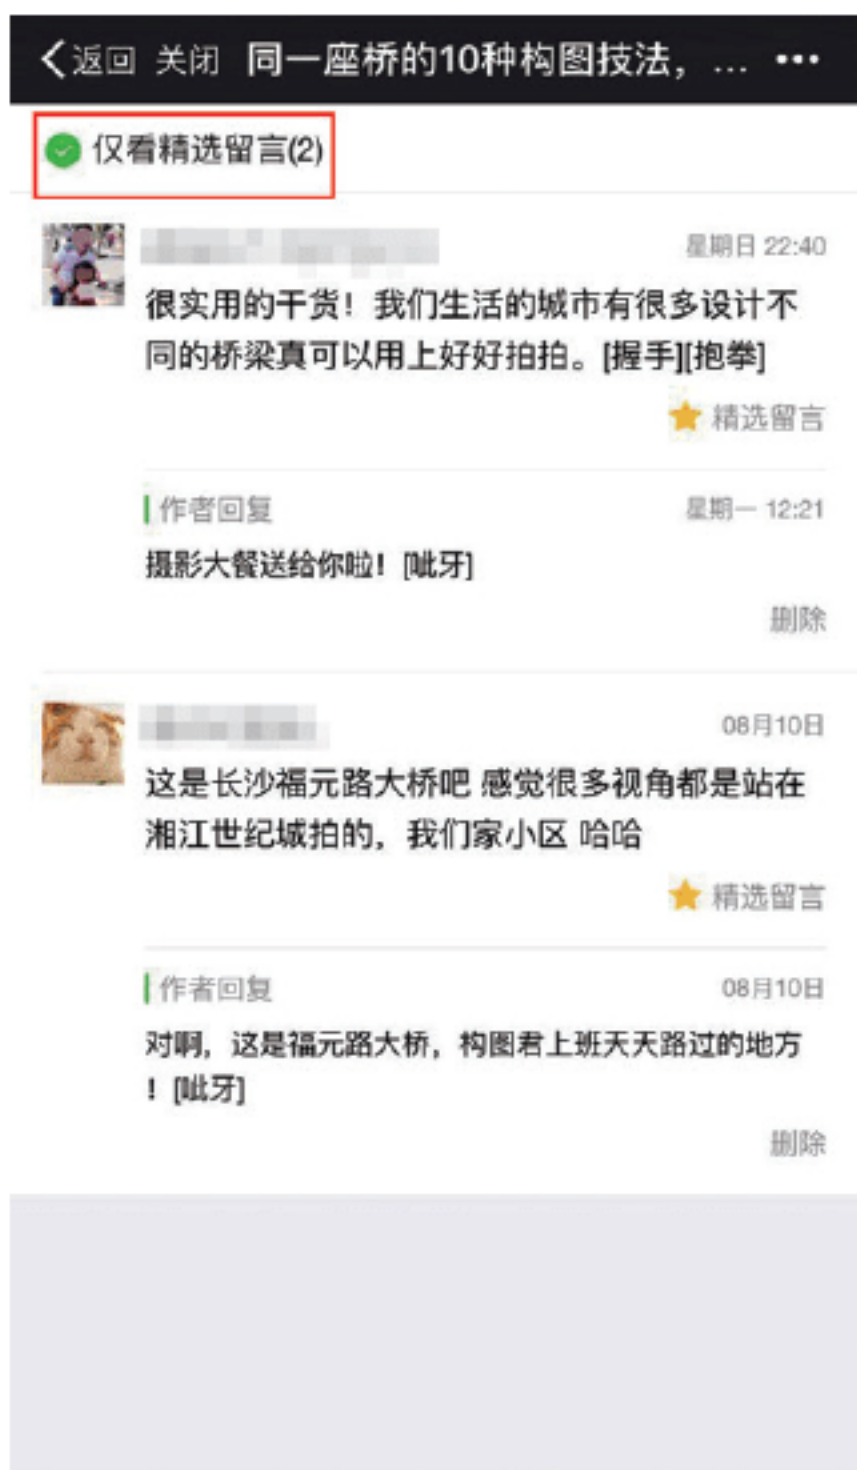 返回 关闭 同一座桥的10种构图技法，...
仅看精选留言(2)
星期日 22:40
很实用的干货！我们生活的城市有很多设计不
同的桥梁真可以用上好好拍拍。[握手][抱拳]
精选留言
作者回复 星期一 12:21
摄影大餐送给你啦！[呲牙]
删除
08月10日
这是长沙福元路大桥吧 感觉很多视角都是站在
湘江世纪城拍的，我们家小区 哈哈
精选留言
作者回复 08月10日
对啊，这是福元路大桥，构图君上班天天路过的地方
！[呲牙]
删除